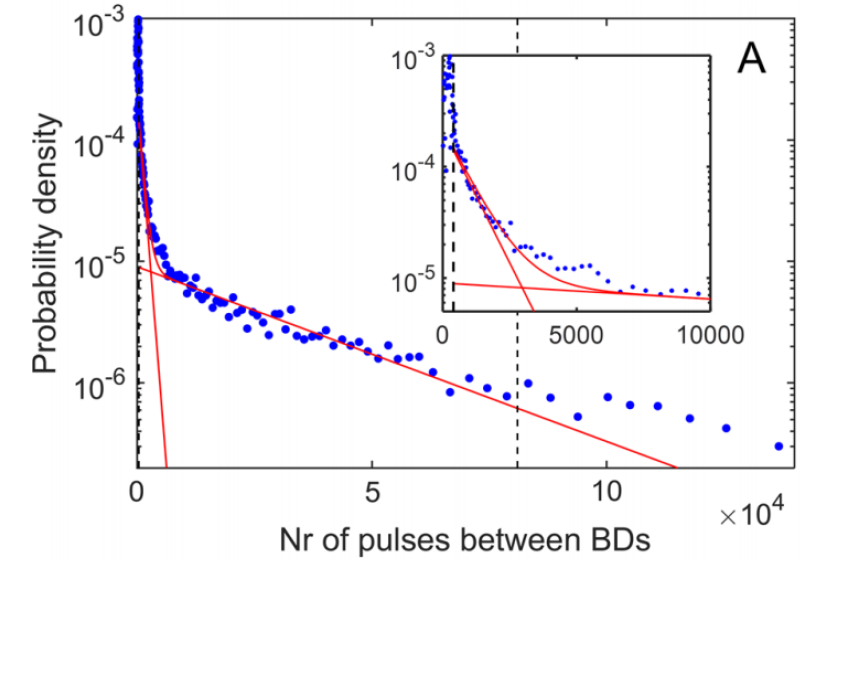 A
10^-3
10^-4
10^-5
10^-6
Probability density
10^-3
10^-4
10^-5
0 5000 10000
0 5 10
×10^4
Nr of pulses between BDs